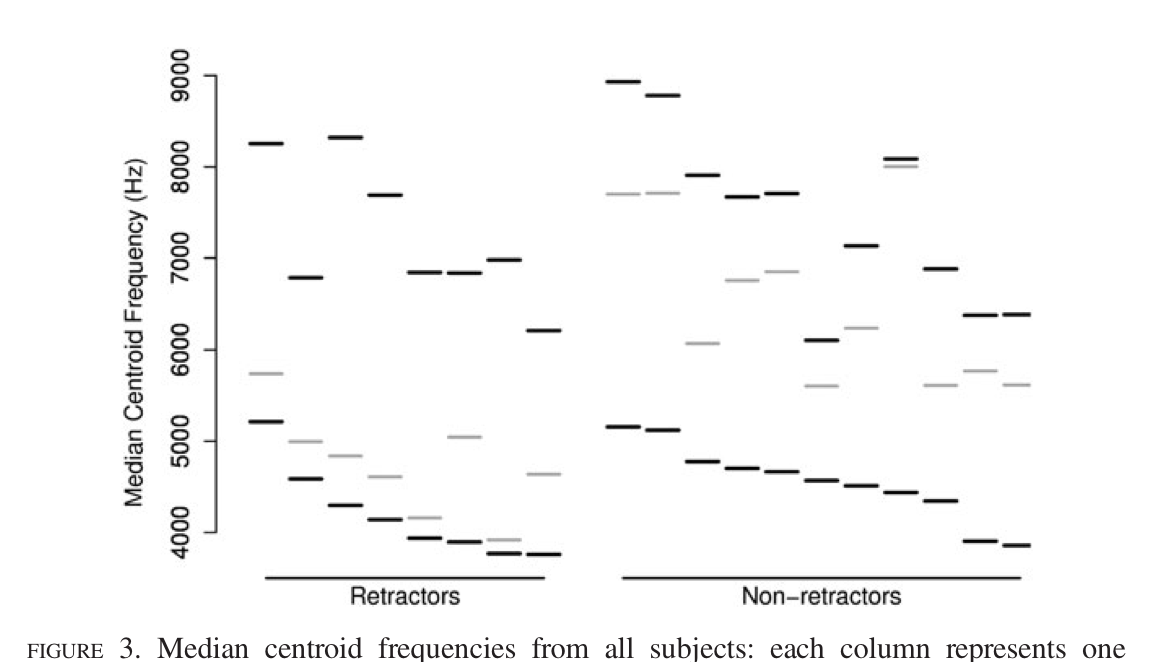 9000
8000
7000
6000
5000
4000
Median Centroid Frequency (Hz)
Retractors
Non−retractors
FIGURE 3. Median centroid frequencies from all subjects: each column represents one